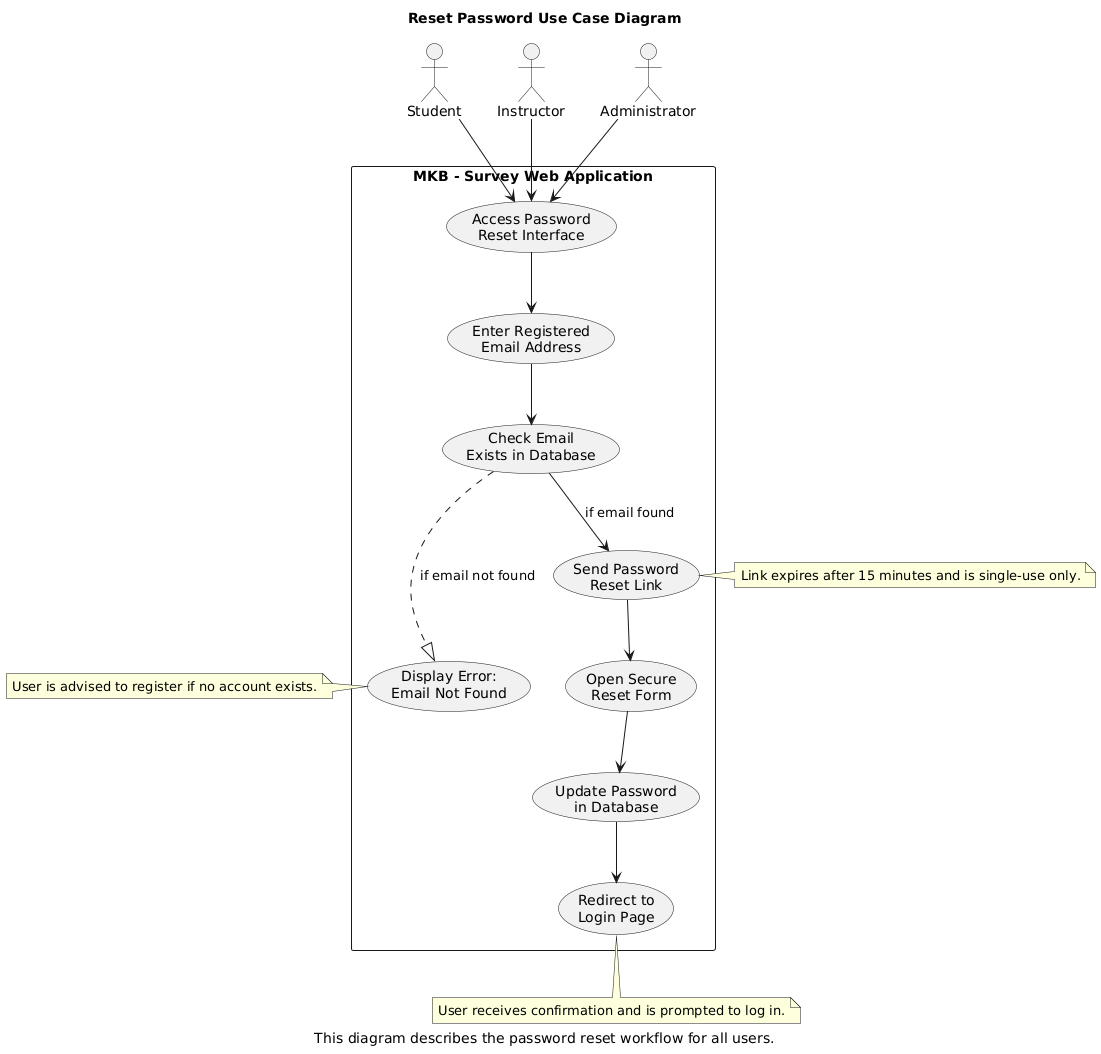 Reset Password Use Case Diagram
Student
Instructor
Administrator
MKB - Survey Web Application
Access Password
Reset Interface
Enter Registered
Email Address
Check Email
Exists in Database
if email found
if email not found
Send Password
Reset Link
Link expires after 15 minutes and is single-use only.
Display Error:
Email Not Found
User is advised to register if no account exists.
Open Secure
Reset Form
Update Password
in Database
Redirect to
Login Page
User receives confirmation and is prompted to log in.
This diagram describes the password reset workflow for all users.